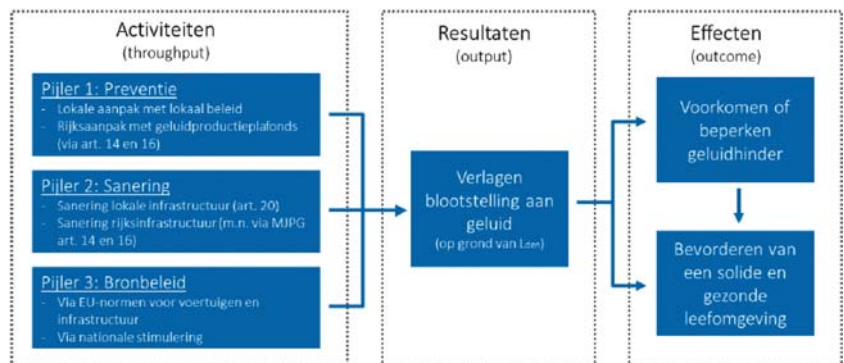 Activiteiten
(throughput)
Pijler 1: Preventie
- Lokale aanpak met lokaal beleid
- Rijksaanpak met geluidproductieplafonds
(via art. 14 en 16)
Pijler 2: Sanering
- Sanering lokale infrastructuur (art. 20)
- Sanering rijksinfrastructuur (m.n. via MJPG
art. 14 en 16)
Pijler 3: Bronbeleid
- Via EU-normen voor voertuigen en
infrastructuur
- Via nationale stimulering
Resultaten
(output)
Verlagen
blootstelling aan
geluid
(op grond van Lden)
Effecten
(outcome)
Voorkomen of
beperken
geluidhinder
Bevorderen van
een solide en
gezonde
leefomgeving